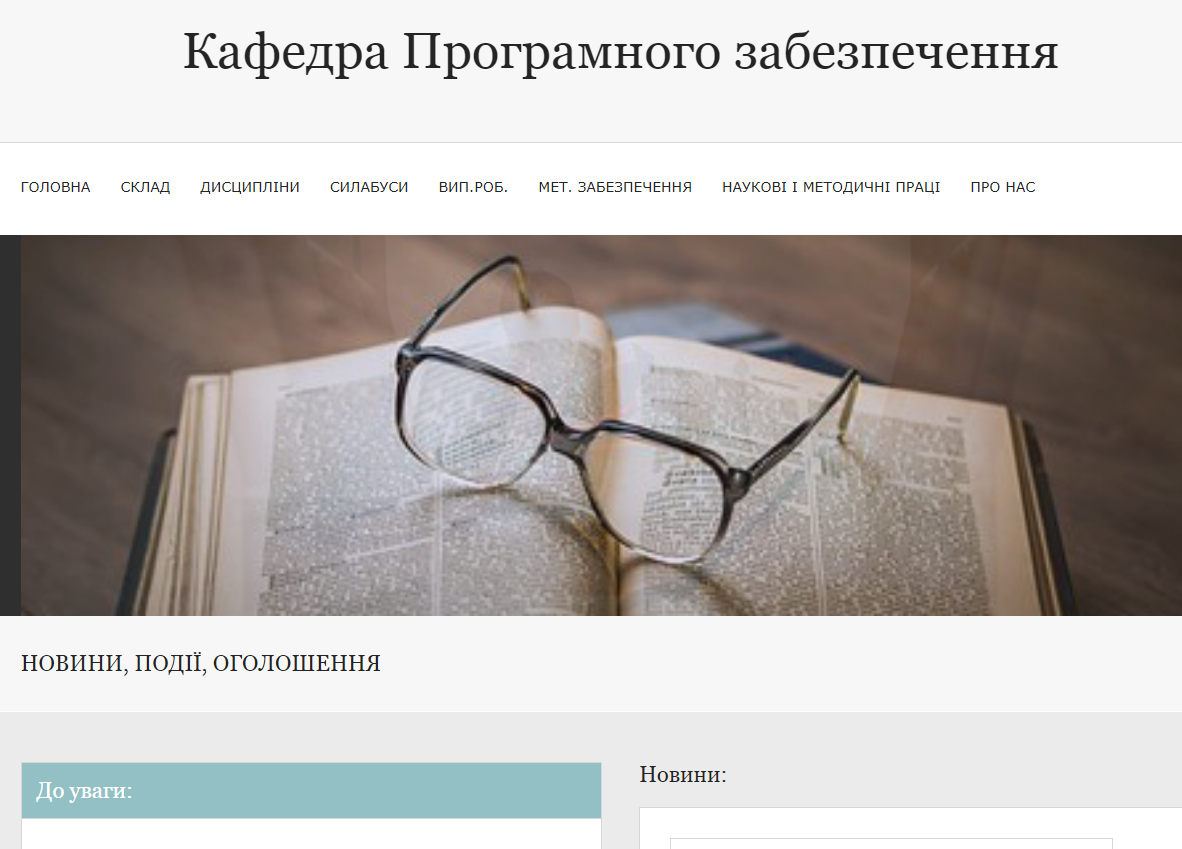 Кафедра Програмного забезпечення
ГОЛОВНА СКЛАД ДИСЦИПЛІНИ СИЛАБУСИ ВИП.РОБ. МЕТ. ЗАБЕЗПЕЧЕННЯ НАУКОВІ І МЕТОДИЧНІ ПРАЦІ ПРО НАС
НОВИНИ, ПОДІЇ, ОГОЛОШЕННЯ
До уваги:
Новини: